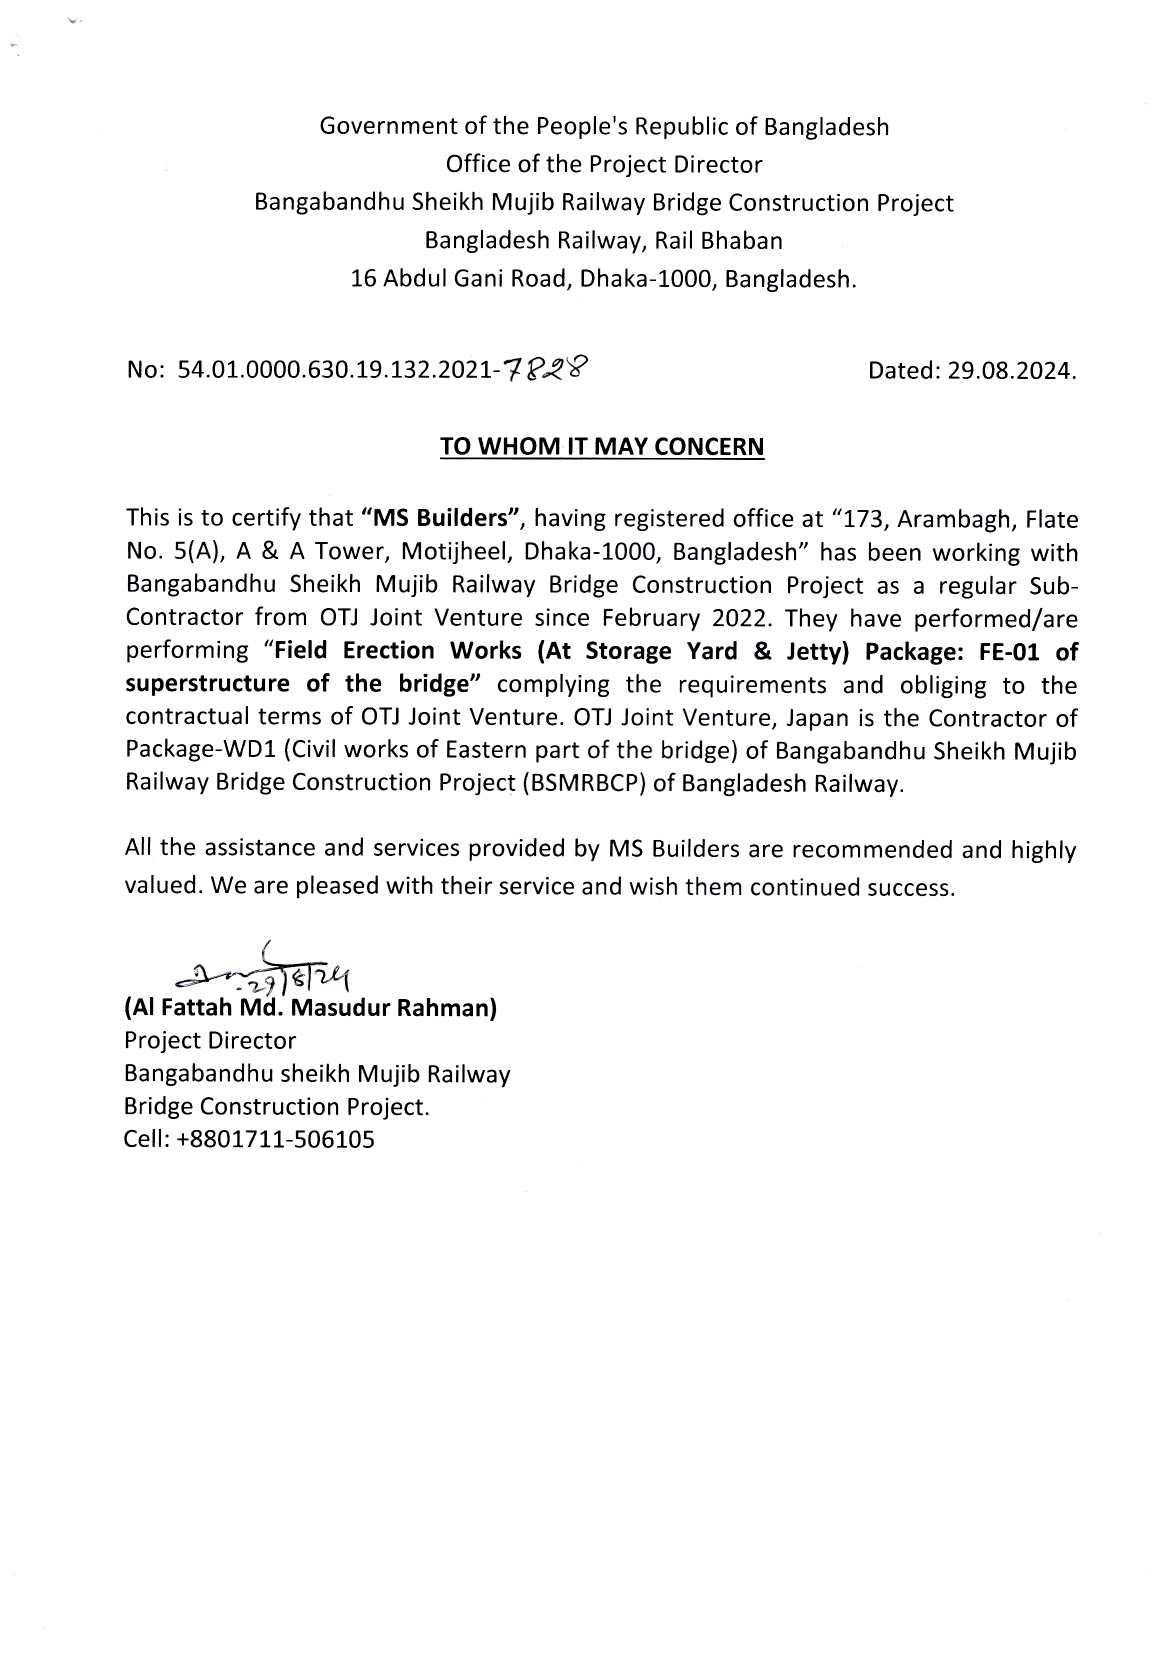 Government of the People's Republic of Bangladesh
Office of the Project Director
Bangabandhu Sheikh Mujib Railway Bridge Construction Project
Bangladesh Railway, Rail Bhaban
16 Abdul Gani Road, Dhaka-1000, Bangladesh.
No: 54.01.0000.630.19.132.2021-7828 Dated: 29.08.2024.
TO WHOM IT MAY CONCERN
This is to certify that “MS Builders”, having registered office at “173, Arambagh, Flate
No. 5(A), A & A Tower, Motijheel, Dhaka-1000, Bangladesh” has been working with
Bangabandhu Sheikh Mujib Railway Bridge Construction Project as a regular Sub-
Contractor from OTJ Joint Venture since February 2022. They have performed/are
performing “Field Erection Works (At Storage Yard & Jetty) Package: FE-01 of
superstructure of the bridge” complying the requirements and obliging to the
contractual terms of OTJ Joint Venture. OTJ Joint Venture, Japan is the Contractor of
Package-WD1 (Civil works of Eastern part of the bridge) of Bangabandhu Sheikh Mujib
Railway Bridge Construction Project (BSMRBCP) of Bangladesh Railway.
All the assistance and services provided by MS Builders are recommended and highly
valued. We are pleased with their service and wish them continued success.
29/8/24
(Al Fattah Md. Masudur Rahman)
Project Director
Bangabandhu sheikh Mujib Railway
Bridge Construction Project.
Cell: +8801711-506105